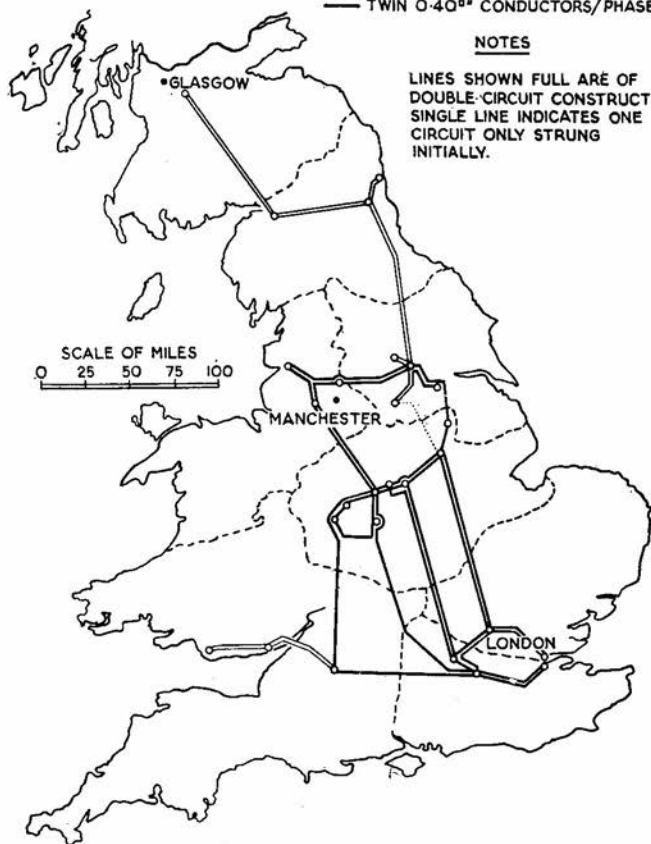 TWIN 0·40□" CONDUCTORS/PHASE
NOTES
LINES SHOWN FULL ARE OF
DOUBLE-CIRCUIT CONSTRUCT
SINGLE LINE INDICATES ONE
CIRCUIT ONLY STRUNG
INITIALLY.
GLASGOW
SCALE OF MILES
0 25 50 75 100
MANCHESTER
LONDON